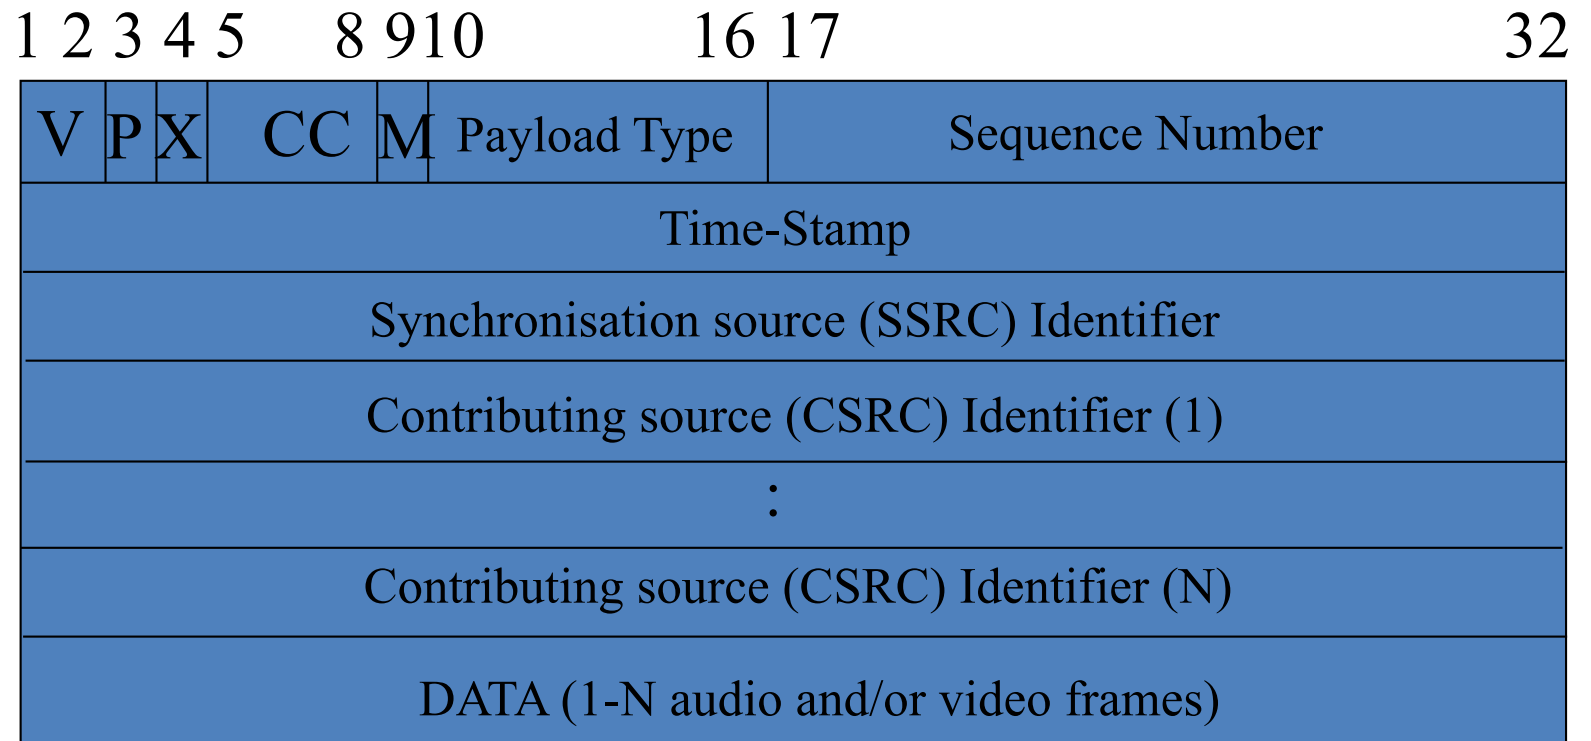 1 2 3 4 5 8 9 10 16 17 32
V P X CC M Payload Type Sequence Number
Time-Stamp
Synchronisation source (SSRC) Identifier
Contributing source (CSRC) Identifier (1)
:
Contributing source (CSRC) Identifier (N)
DATA (1-N audio and/or video frames)